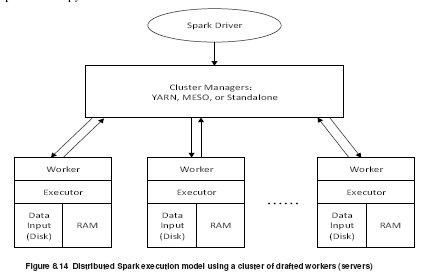 Spark Driver
Cluster Managers:
YARN, MESO, or Standalone
Worker
Worker
Worker
Executor
Executor
Executor
......
Data
Input
(Disk)
RAM
Data
Input
(Disk)
RAM
Data
Input
(Disk)
RAM
Figure 8.14 Distributed Spark execution model using a cluster of drafted workers (servers)